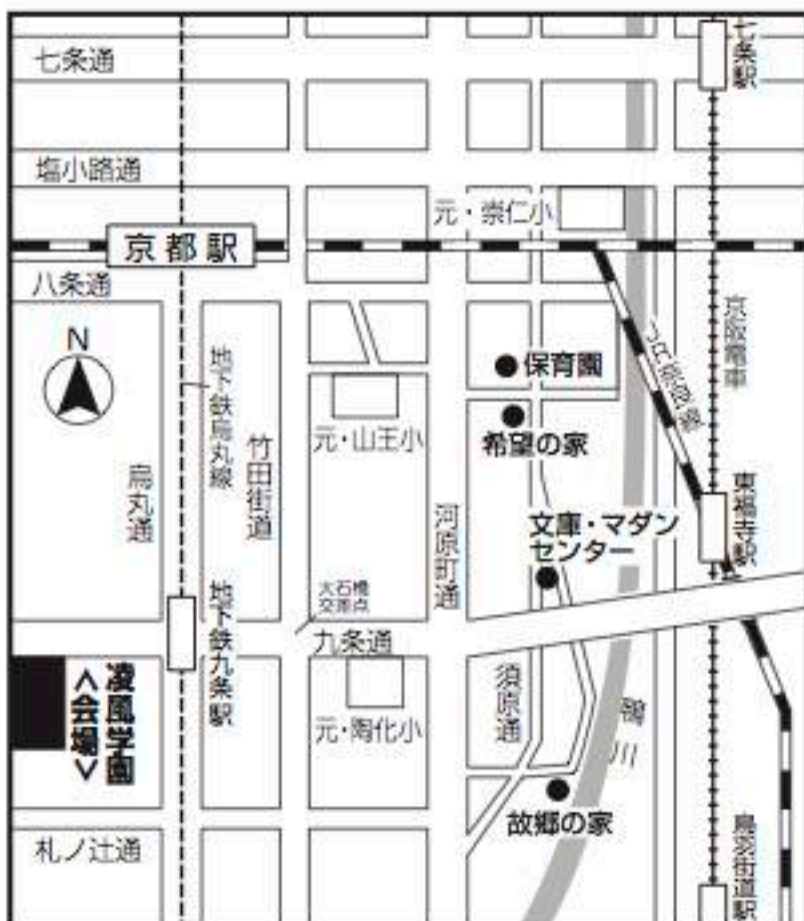 七条通
七条駅
塩小路通
元・崇仁小
京都駅
八条通
N
地下鉄烏丸線
京阪電車
JR奈良線
保育園
元・山王小
希望の家
竹田街道
烏丸通
河原町通
東福寺駅
文庫・マダン
センター
大石橋
交差点
地下鉄九条駅
九条通
凌風学園
<会場>
須原通
元・陶化小
鴨川
故郷の家
札ノ辻通
鳥羽街道駅